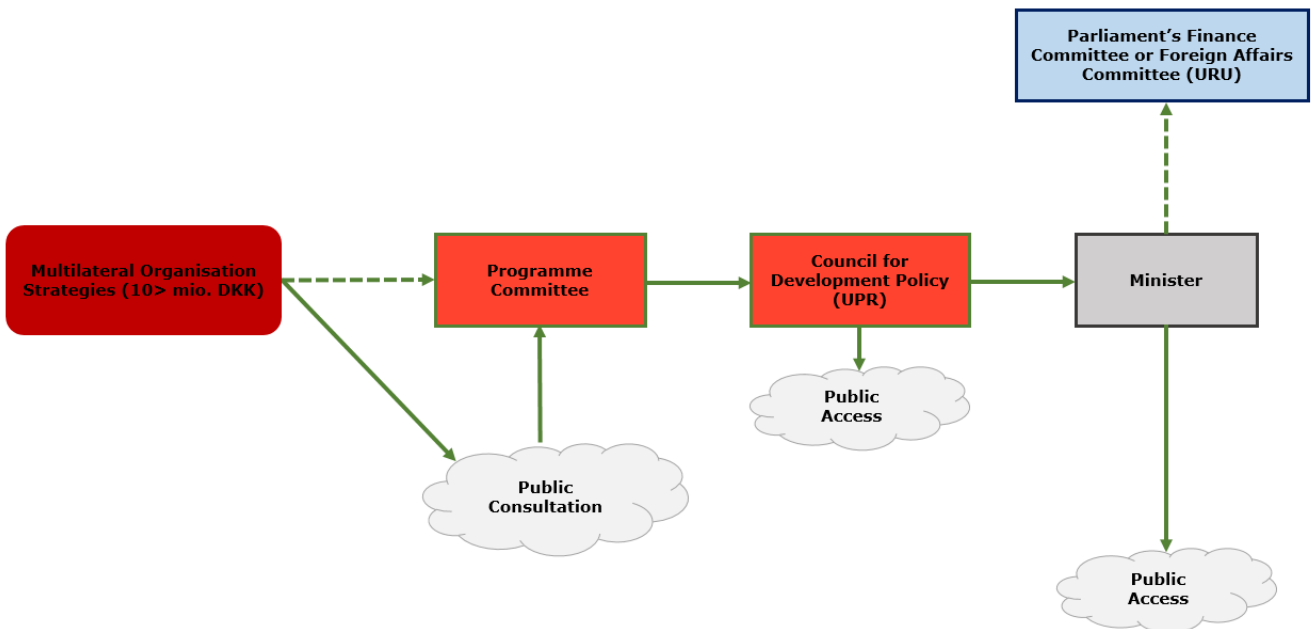 Parliament's Finance
Committee or Foreign Affairs
Committee (URU)
Multilateral Organisation
Strategies (10> mio. DKK)
Programme
Committee
Council for
Development Policy
(UPR)
Minister
Public
Access
Public
Consultation
Public
Access